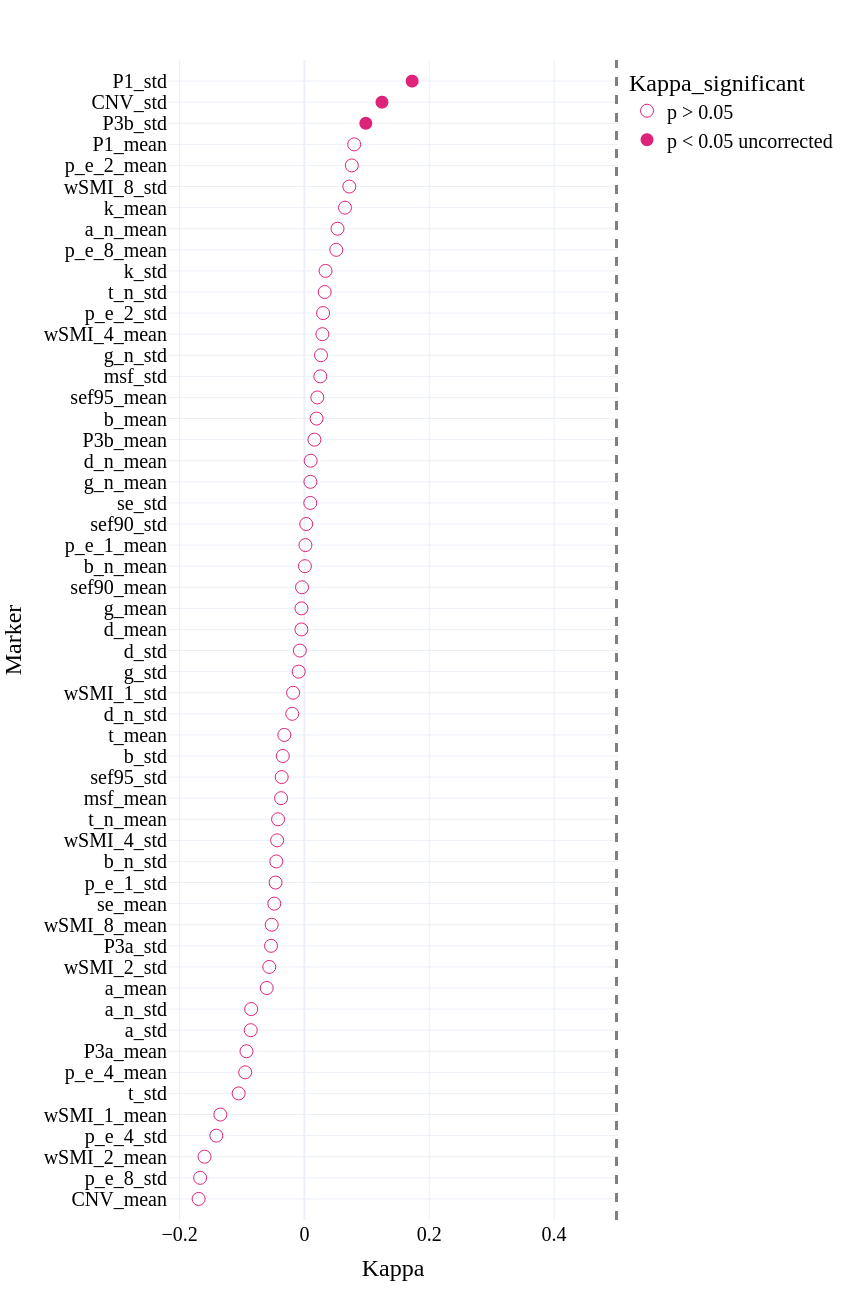 Kappa_significant
p > 0.05
p < 0.05 uncorrected
P1_std
CNV_std
P3b_std
P1_mean
p_e_2_mean
wSMI_8_std
k_mean
a_n_mean
p_e_8_mean
k_std
t_n_std
p_e_2_std
wSMI_4_mean
g_n_std
msf_std
sef95_mean
b_mean
P3b_mean
d_n_mean
g_n_mean
se_std
sef90_std
p_e_1_mean
b_n_mean
sef90_mean
g_mean
d_mean
d_std
g_std
wSMI_1_std
d_n_std
t_mean
b_std
sef95_std
msf_mean
t_n_mean
wSMI_4_std
b_n_std
p_e_1_std
se_mean
wSMI_8_mean
P3a_std
wSMI_2_std
a_mean
a_n_std
a_std
P3a_mean
p_e_4_mean
t_std
wSMI_1_mean
p_e_4_std
wSMI_2_mean
p_e_8_std
CNV_mean
Marker
−0.2 0 0.2 0.4
Kappa